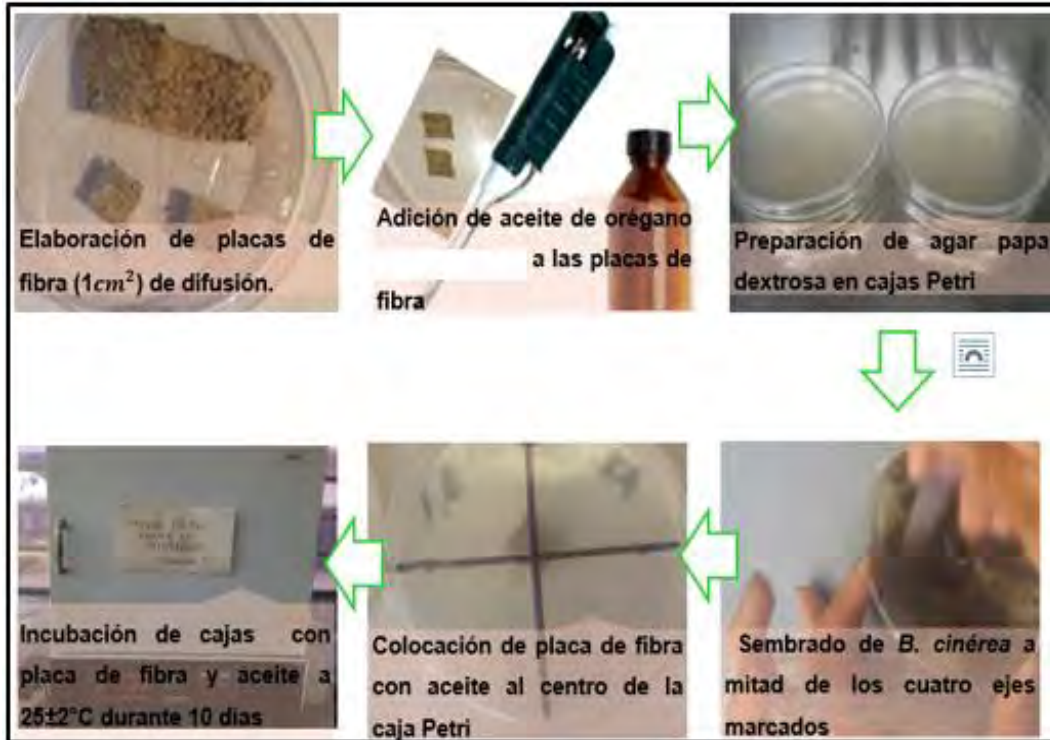 Elaboración de placas de
fibra (1cm²) de difusión.
Adición de aceite de orégano
a las placas de
fibra
Preparación de agar papa
dextrosa en cajas Petri
Sembrado de B. cinérea a
mitad de los cuatro ejes
marcados
Colocación de placa de fibra
con aceite al centro de la
caja Petri
Incubación de cajas con
placa de fibra y aceite a
25±2°C durante 10 dias